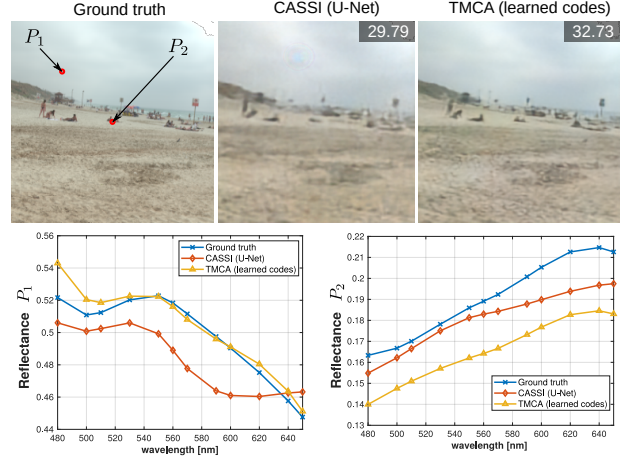 Ground truth
CASSI (U-Net)
TMCA (learned codes)
P1
P2
29.79
32.73
0.56
0.54
0.52
0.5
0.48
0.46
0.44
Reflectance P1
Ground truth
CASSI (U-Net)
TMCA (learned codes)
480 500 520 540 560 580 600 620 640
wavelength [nm]
0.22
0.21
0.2
0.19
0.18
0.17
0.16
0.15
0.14
0.13
Reflectance P2
Ground truth
CASSI (U-Net)
TMCA (learned codes)
480 500 520 540 560 580 600 620 640
wavelength [nm]